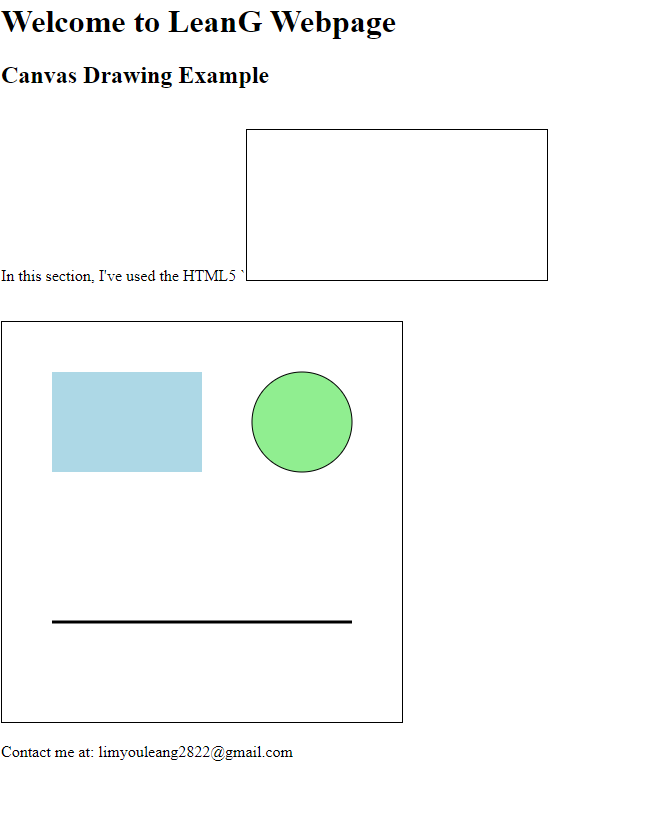 Welcome to LeanG Webpage
Canvas Drawing Example
In this section, I've used the HTML5 `
Contact me at: limyouleang2822@gmail.com